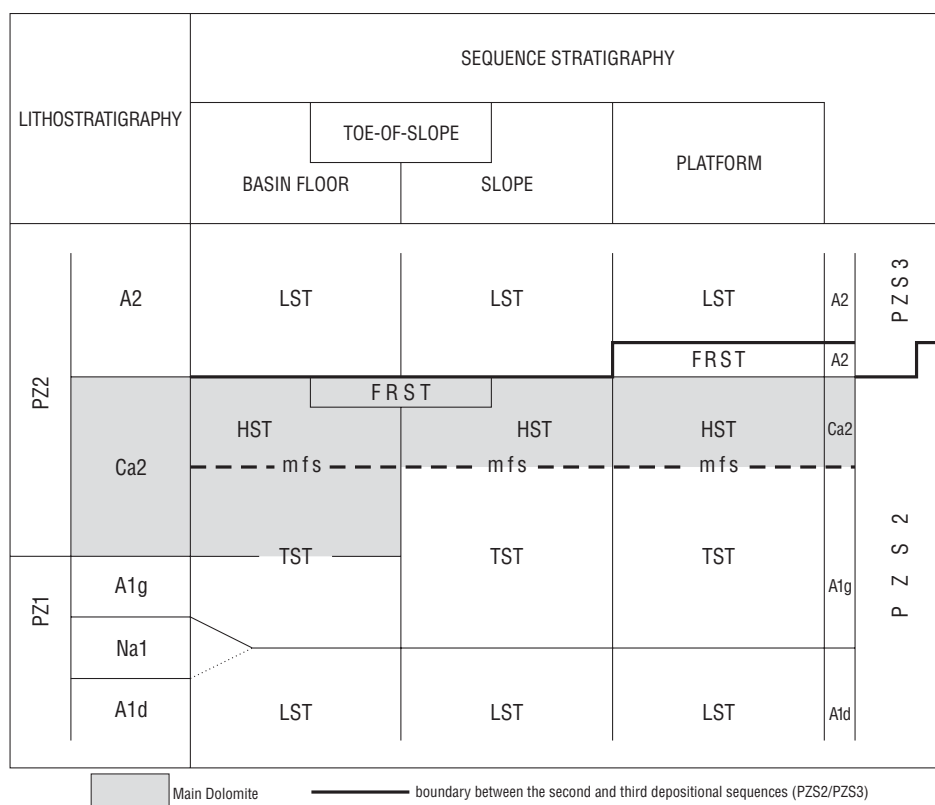 SEQUENCE STRATIGRAPHY
LITHOSTRATIGRAPHY
TOE-OF-SLOPE
BASIN FLOOR
SLOPE
PLATFORM
PZ2
A2
LST
LST
LST
A2
PZS3
FRST
A2
FRST
HST
HST
HST
Ca2
Ca2
mfs
mfs
mfs
PZS 2
TST
TST
TST
PZ1
A1g
A1g
Na1
A1d
LST
LST
LST
A1d
Main Dolomite
boundary between the second and third depositional sequences (PZS2/PZS3)